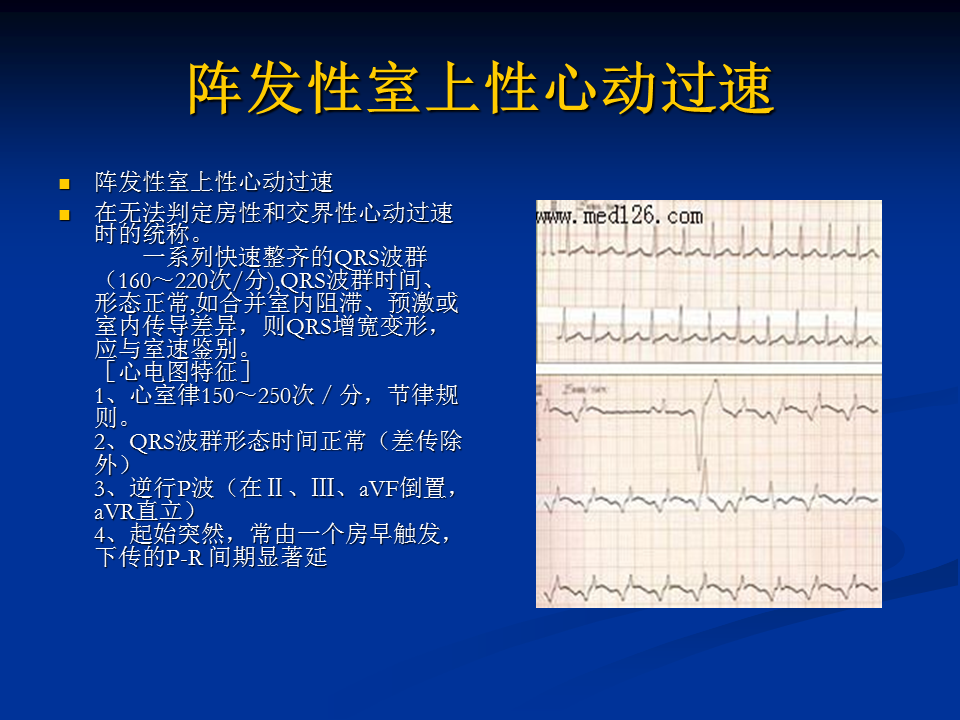 阵发性室上性心动过速
阵发性室上性心动过速
在无法判定房性和交界性心动过速
时的统称。
一系列快速整齐的QRS波群
（160～220次/分),QRS波群时间、
形态正常,如合并室内阻滞、预激或
室内传导差异，则QRS增宽变形，
应与室速鉴别。
［心电图特征］
1、心室律150～250次／分，节律规
则。
2、QRS波群形态时间正常（差传除
外）
3、逆行P波（在Ⅱ、Ⅲ、aVF倒置，
aVR直立）
4、起始突然，常由一个房早触发，
下传的P-R 间期显著延
www.med126.com